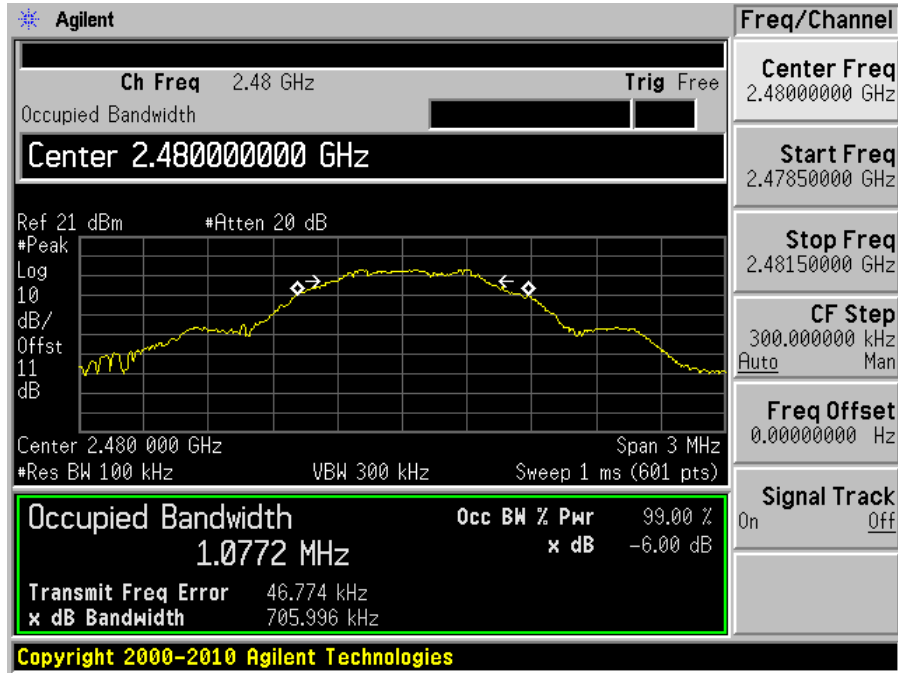 Agilent
Freq/Channel
Ch Freq 2.48 GHz Trig Free
Occupied Bandwidth
Center 2.480000000 GHz
Ref 21 dBm #Atten 20 dB
#Peak
Log
10
dB/
Offst
11
dB
Center 2.480 000 GHz Span 3 MHz
#Res BW 100 kHz VBW 300 kHz Sweep 1 ms (601 pts)
Occupied Bandwidth
1.0772 MHz
Occ BW % Pwr 99.00 %
x dB -6.00 dB
Transmit Freq Error 46.774 kHz
x dB Bandwidth 705.996 kHz
Copyright 2000-2010 Agilent Technologies
Center Freq
2.48000000 GHz
Start Freq
2.47850000 GHz
Stop Freq
2.48150000 GHz
CF Step
300.000000 kHz
Auto Man
Freq Offset
0.00000000 Hz
Signal Track
On Off